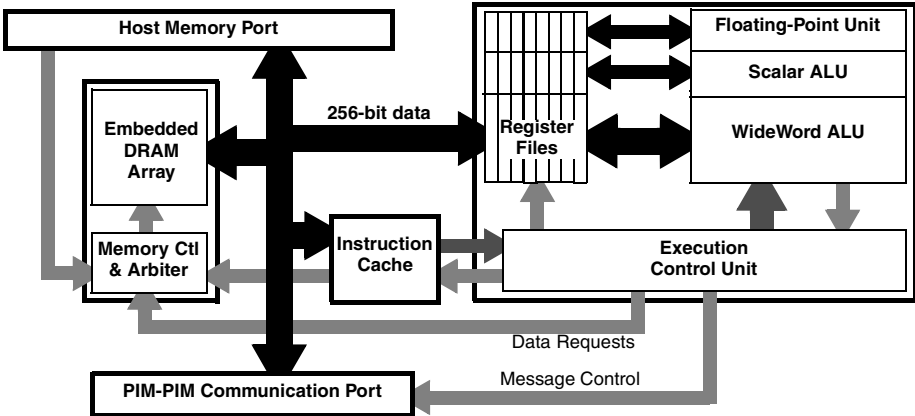 Host Memory Port
Floating-Point Unit
Scalar ALU
256-bit data
Embedded
DRAM
Array
Register
Files
WideWord ALU
Memory Ctl
& Arbiter
Instruction
Cache
Execution
Control Unit
Data Requests
Message Control
PIM-PIM Communication Port